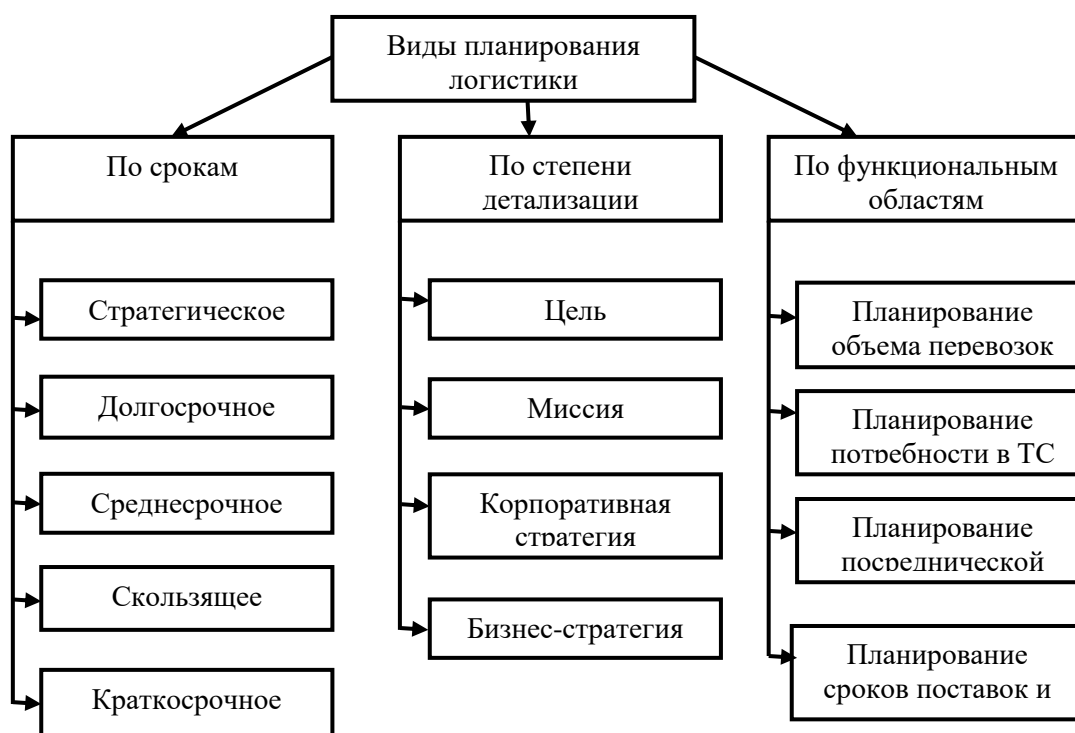 Виды планирования
логистики
По срокам
Стратегическое
Долгосрочное
Среднесрочное
Скользящее
Краткосрочное
По степени
детализации
Цель
Миссия
Корпоративная
стратегия
Бизнес-стратегия
По функциональным
областям
Планирование
объема перевозок
Планирование
потребности в ТС
Планирование
посреднической
Планирование
сроков поставок и